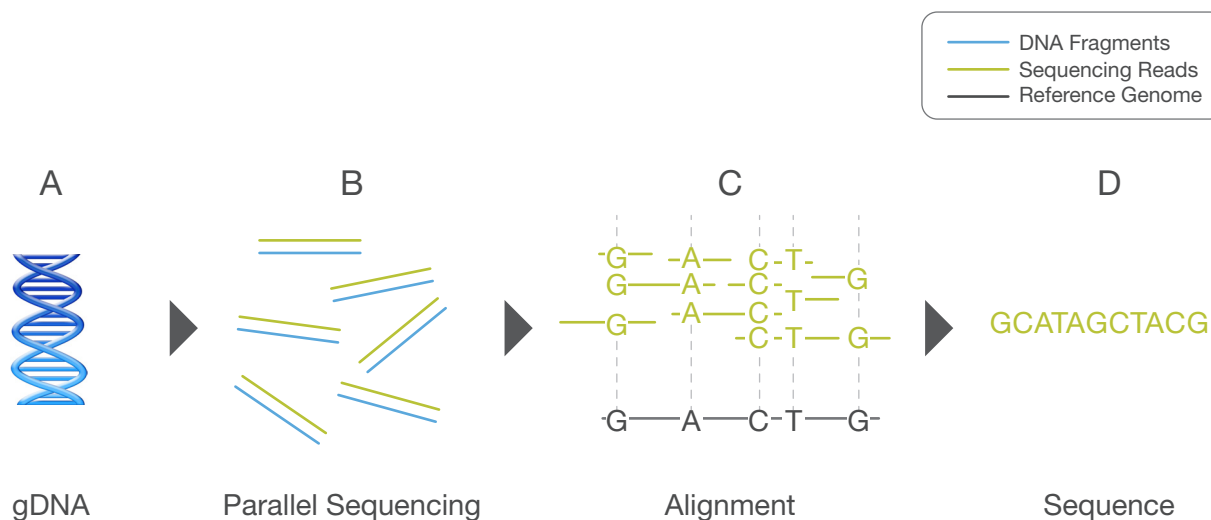 DNA Fragments
Sequencing Reads
Reference Genome
A B C D
G A C T
G A C G
G A C T
C T G
G A C T G
GCATAGCTACG
gDNA Parallel Sequencing Alignment Sequence